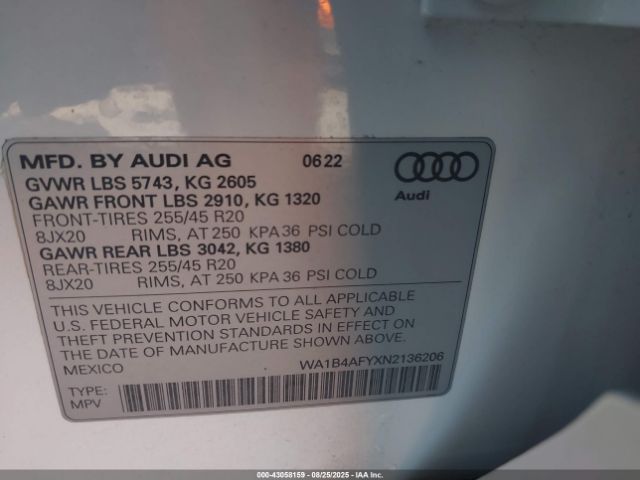 MFD. BY AUDI AG 06 22
GVWR LBS 5743, KG 2605
GAWR FRONT LBS 2910, KG 1320
FRONT-TIRES 255/45 R20
8JX20 RIMS, AT 250 KPA 36 PSI COLD
GAWR REAR LBS 3042, KG 1380
REAR-TIRES 255/45 R20
8JX20 RIMS, AT 250 KPA 36 PSI COLD
Audi
THIS VEHICLE CONFORMS TO ALL APPLICABLE
U.S. FEDERAL MOTOR VEHICLE SAFETY AND
THEFT PREVENTION STANDARDS IN EFFECT ON
THE DATE OF MANUFACTURE SHOWN ABOVE.
MEXICO WA1B4AFYXN2136206
TYPE:
MPV
000-43058159 - 08/25/2025 - IAA Inc.